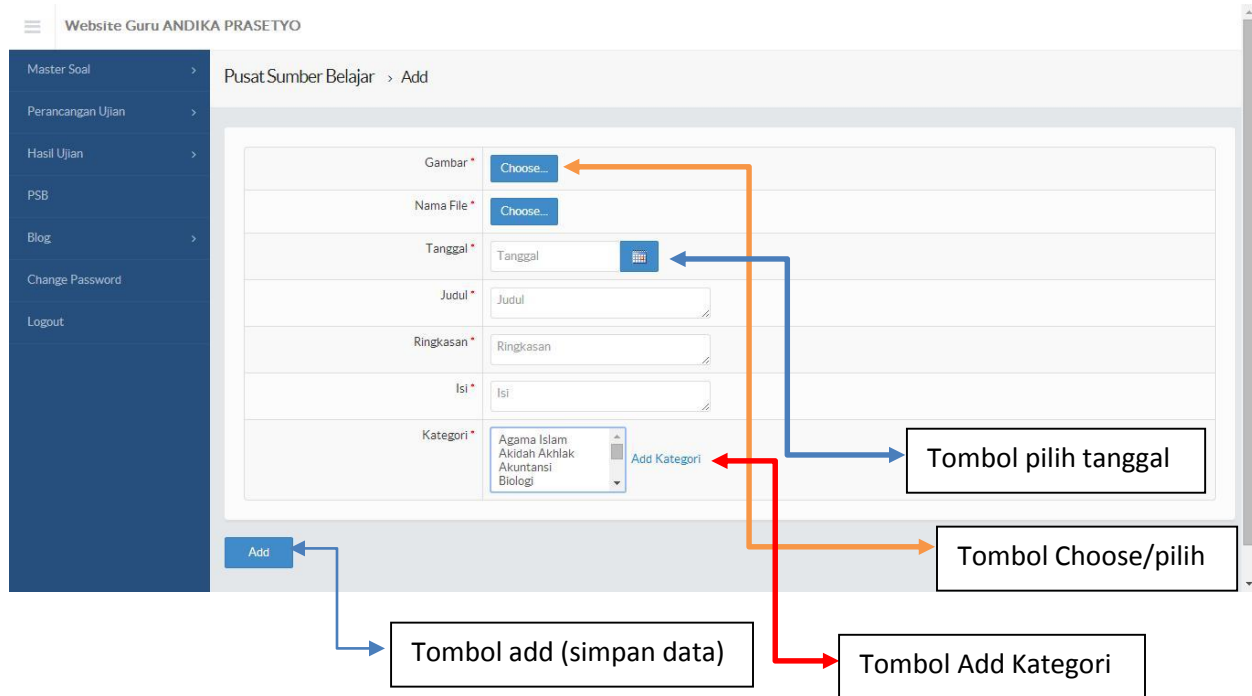 Website Guru ANDIKA PRASETYO
Master Soal
Perancangan Ujian
Hasil Ujian
PSB
Blog
Change Password
Logout
Pusat Sumber Belajar › Add
Gambar * Choose...
Nama File * Choose...
Tanggal * Tanggal
Judul * Judul
Ringkasan * Ringkasan
Isi * Isi
Kategori *
Agama Islam
Akidah Akhlak
Akuntansi
Biologi
Add Kategori
Tombol pilih tanggal
Add
Tombol Choose/pilih
Tombol add (simpan data)
Tombol Add Kategori